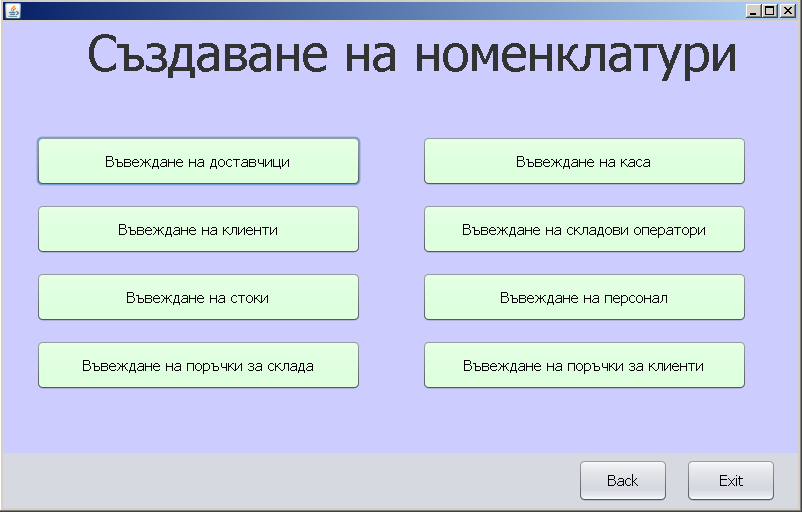 Създаване на номенклатури
Въвеждане на доставчици
Въвеждане на каса
Въвеждане на клиенти
Въвеждане на складови оператори
Въвеждане на стоки
Въвеждане на персонал
Въвеждане на поръчки за склада
Въвеждане на поръчки за клиенти
Back
Exit